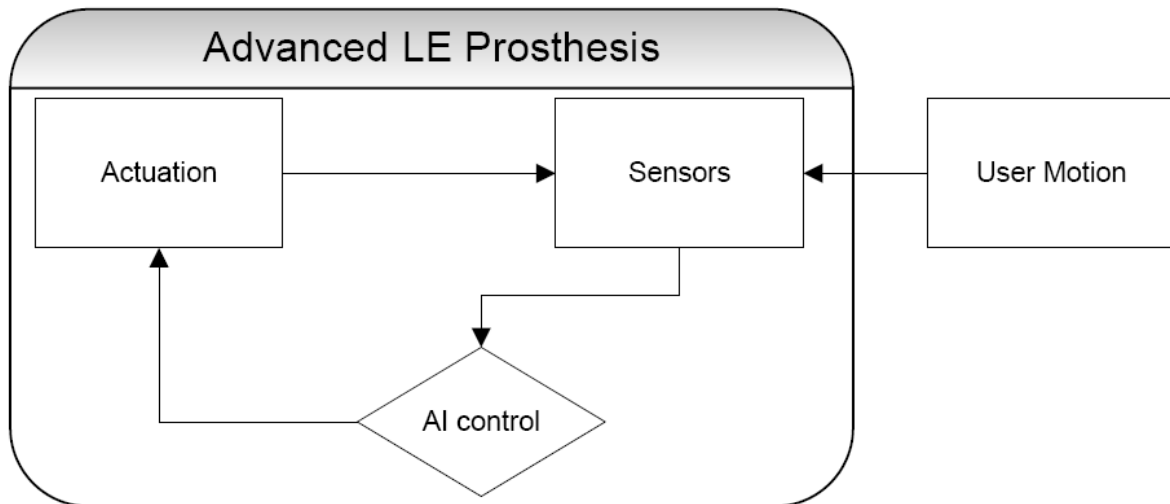 Advanced LE Prosthesis
Actuation
Sensors
User Motion
AI control